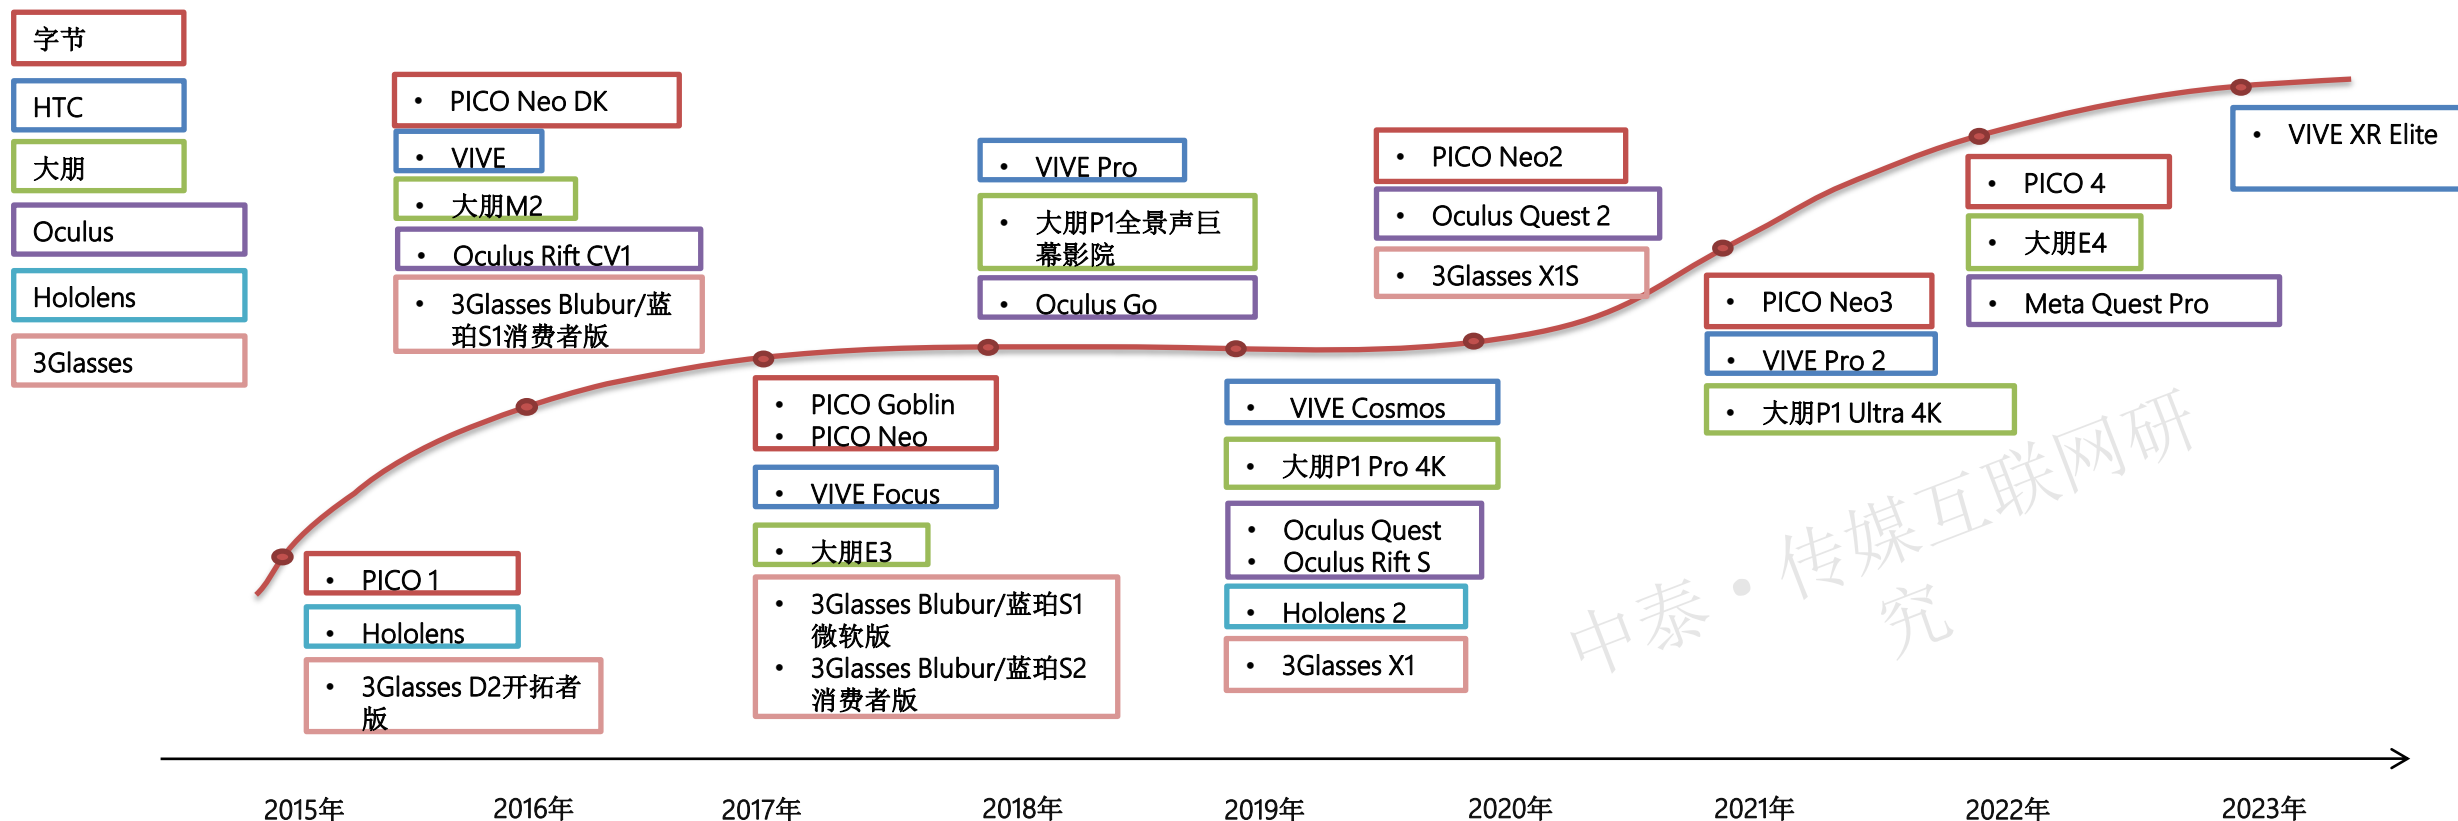 字节
HTC
大朋
Oculus
Hololens
3Glasses
• PICO 1
• Hololens
• 3Glasses D2开拓者
版
• PICO Neo DK
• VIVE
• 大朋M2
• Oculus Rift CV1
• 3Glasses Blubur/蓝
珀S1消费者版
• PICO Goblin
• PICO Neo
• VIVE Focus
• 大朋E3
• 3Glasses Blubur/蓝珀S1
微软版
• 3Glasses Blubur/蓝珀S2
消费者版
• VIVE Pro
• 大朋P1全景声巨
幕影院
• Oculus Go
• VIVE Cosmos
• 大朋P1 Pro 4K
• Oculus Quest
• Oculus Rift S
• Hololens 2
• 3Glasses X1
• PICO Neo2
• Oculus Quest 2
• 3Glasses X1S
• PICO Neo3
• VIVE Pro 2
• 大朋P1 Ultra 4K
• PICO 4
• 大朋E4
• Meta Quest Pro
• VIVE XR Elite
中泰•传媒互联网研
究
2015年
2016年
2017年
2018年
2019年
2020年
2021年
2022年
2023年